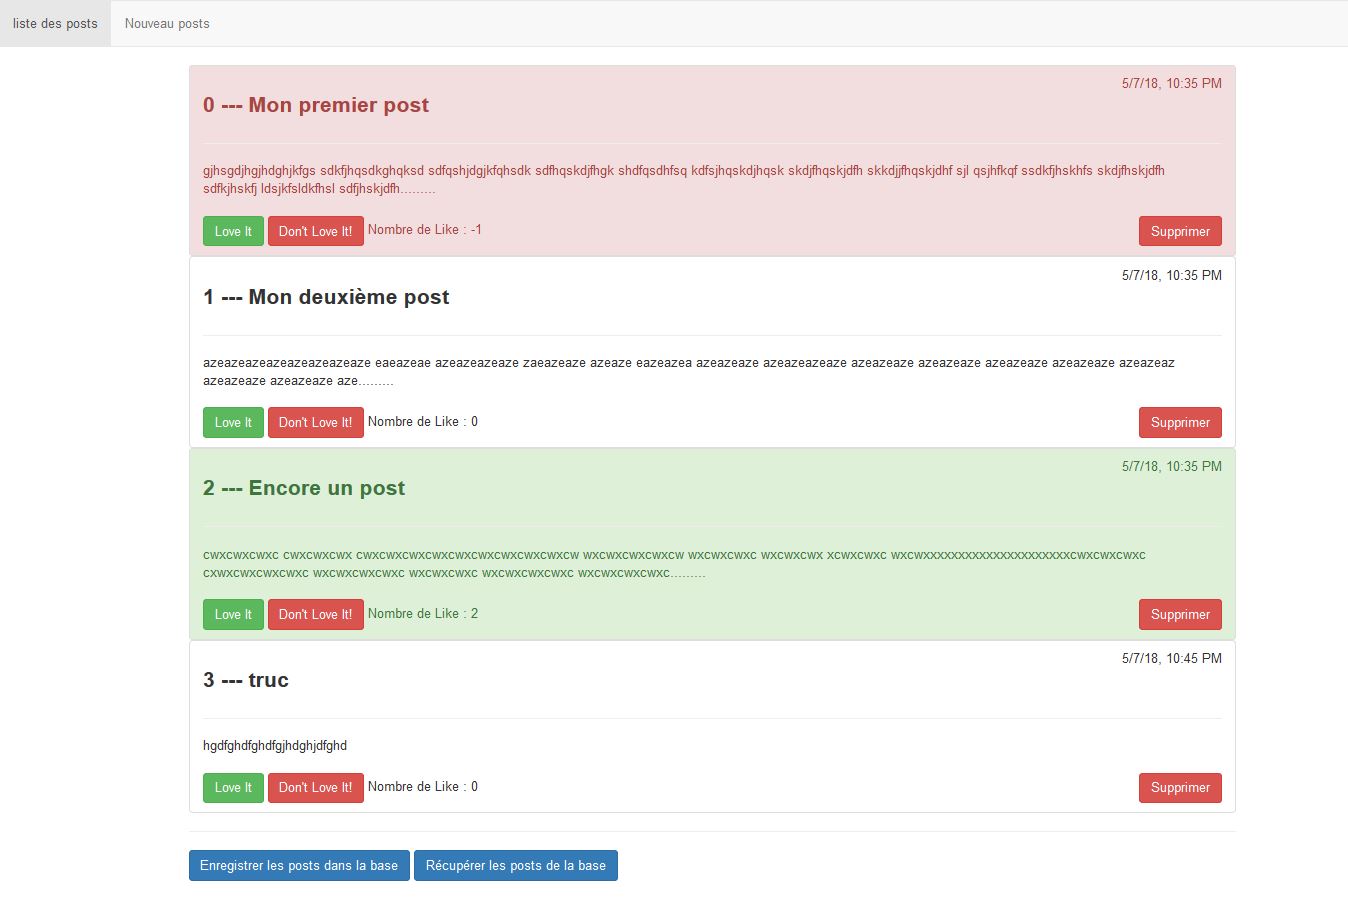 liste des posts Nouveau posts
5/7/18, 10:35 PM
0 --- Mon premier post
gjhsgdjhgjhdghjkfgs sdkfjhqsdkghqksd sdfqshjdgjkfqhsdk sdfhqskdjfhgk shdfqsdhfsq kdfsjhqskdjhqsk skdjfhqskjdfh skkdjjfhqskjdhf sjl qsjhfkqf ssdkfjhskhfs skdjfhskjdfh
sdfkjhskfj ldsjkfsldkfhsl sdfjhskjdfh.........
Love It Don't Love It! Nombre de Like : -1 Supprimer
5/7/18, 10:35 PM
1 --- Mon deuxième post
azeazeazeazeazeazeazeaze eaeazeae azeazeazeaze zaeazeaze azeaze eazeazea azeazeaze azeazeazeaze azeazeaze azeazeaze azeazeaze azeazeaze azeazeaz
azeazeaze azeazeaze aze.........
Love It Don't Love It! Nombre de Like : 0 Supprimer
5/7/18, 10:35 PM
2 --- Encore un post
cwxcwxcwxc cwxcwxcwx cwxcwxcwxcwxcwxcwxcwxcwxcwxcw wxcwxcwxcwxcw wxcwxcwxc wxcwxcwx xcwxcwxc wxcwxxxxxxxxxxxxxxxxxxxxxcwxcwxcwxc
cxwxcwxcwxcwxc wxcwxcwxcwxc wxcwxcwxc wxcwxcwxcwxc wxcwxcwxcwxc.........
Love It Don't Love It! Nombre de Like : 2 Supprimer
5/7/18, 10:45 PM
3 --- truc
hgdfghdfghdfgjhdghjdfghd
Love It Don't Love It! Nombre de Like : 0 Supprimer
Enregistrer les posts dans la base Récupérer les posts de la base